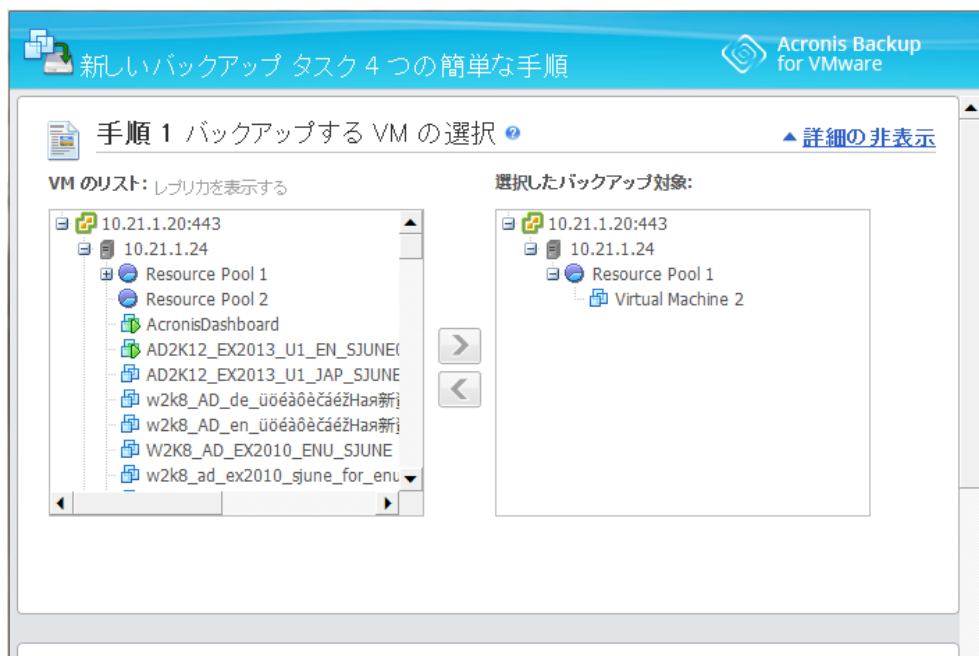 新しいバックアップ タスク 4 つの簡単な手順
Acronis Backup
for VMware
手順 1 バックアップする VM の選択
詳細の非表示
VM のリスト: レプリカを表示する
10.21.1.20:443
10.21.1.24
Resource Pool 1
Resource Pool 2
AcronisDashboard
AD2K12_EX2013_U1_EN_SJUNE(
AD2K12_EX2013_U1_JAP_SJUNE
w2k8_AD_de_üöéàôèčáéžНая新
w2k8_AD_en_üöéàôèčáéžНая新
W2K8_AD_EX2010_ENU_SJUNE
w2k8_ad_ex2010_sjune_for_enu
選択したバックアップ対象:
10.21.1.20:443
10.21.1.24
Resource Pool 1
Virtual Machine 2